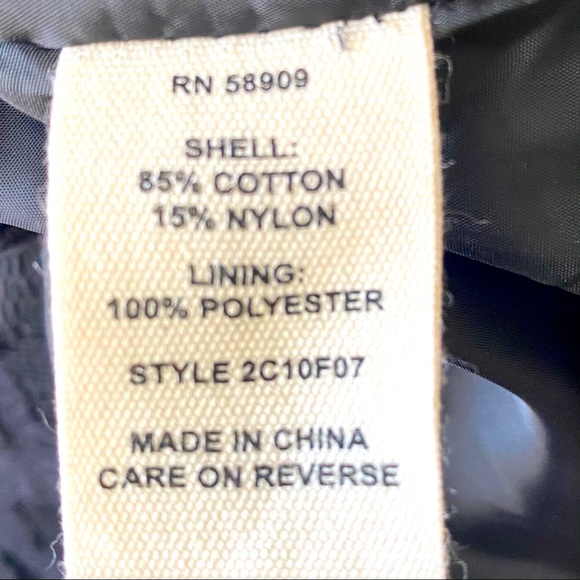 RN 58909
SHELL:
85% COTTON
15% NYLON
LINING:
100% POLYESTER
STYLE 2C10F07
MADE IN CHINA
CARE ON REVERSE